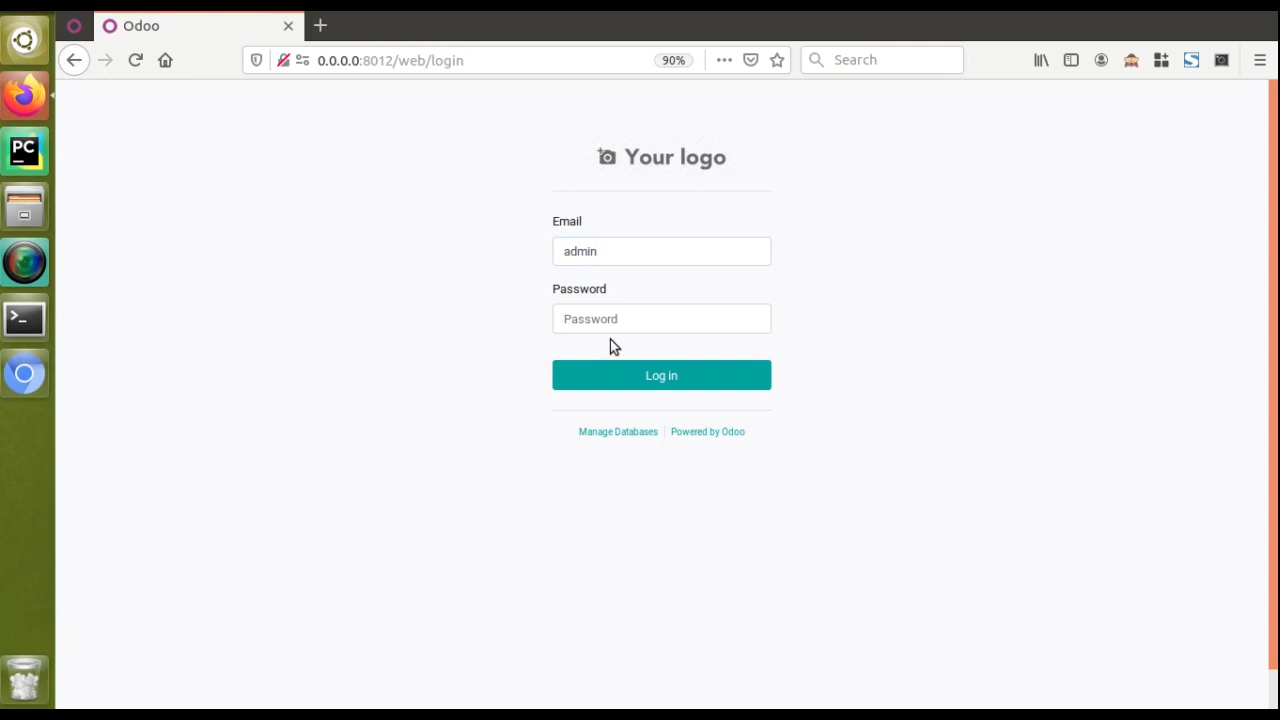 Odoo
0.0.0.0:8012/web/login
90%
Search
PC
Your logo
Email
admin
Password
Password
Log in
Manage Databases
Powered by Odoo